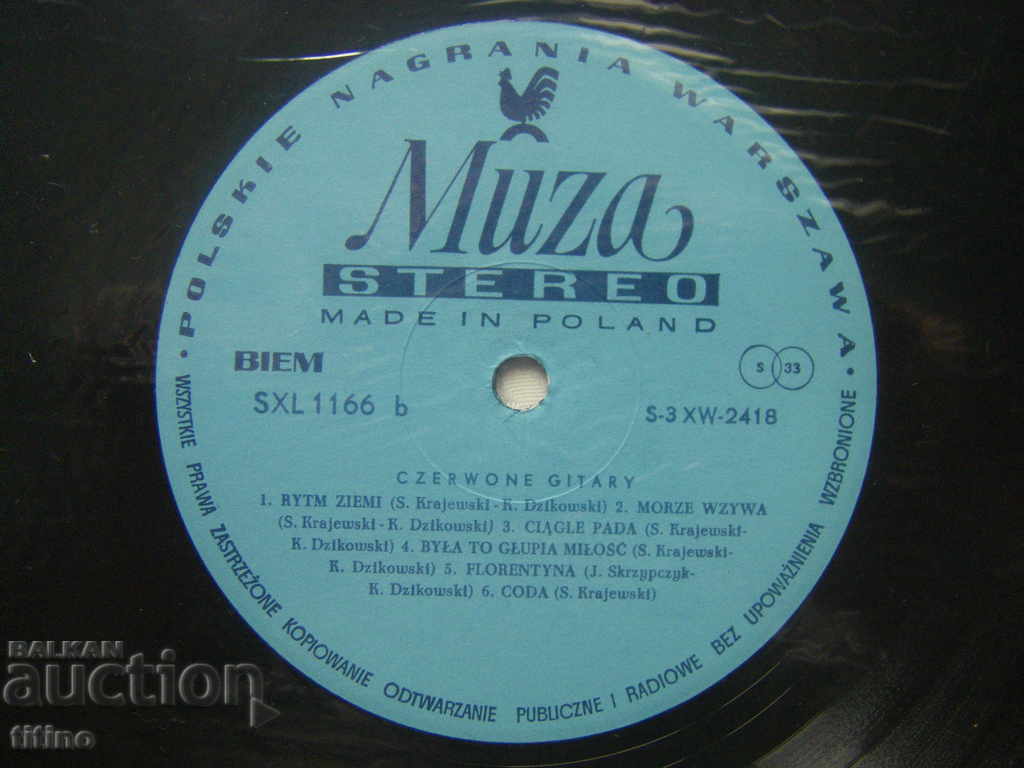 • POLSKIE NAGRANIA WARSZAWA •
Muza
STEREO
MADE IN POLAND
BIEM
S 33
SXL 1166 b
S-3 XW-2418
CZERWONE GITARY
1. RYTM ZIEMI (S. Krajewski - K. Dzikowski) 2. MORZE WZYWA
(S. Krajewski - K. Dzikowski) 3. CIĄGLE PADA (S. Krajewski-
K. Dzikowski) 4. BYŁA TO GŁUPIA MIŁOŚĆ (S. Krajewski-
K. Dzikowski) 5. FLORENTYNA (J. Skrzypczyk-
K. Dzikowski) 6. CODA (S. Krajewski)
WSZYSTKIE PRAWA ZASTRZEŻONE KOPIOWANIE ODTWARZANIE PUBLICZNE I RADIOWE BEZ UPOWAŻNIENIA WZBRONIONE
BALKAN
auction
titino